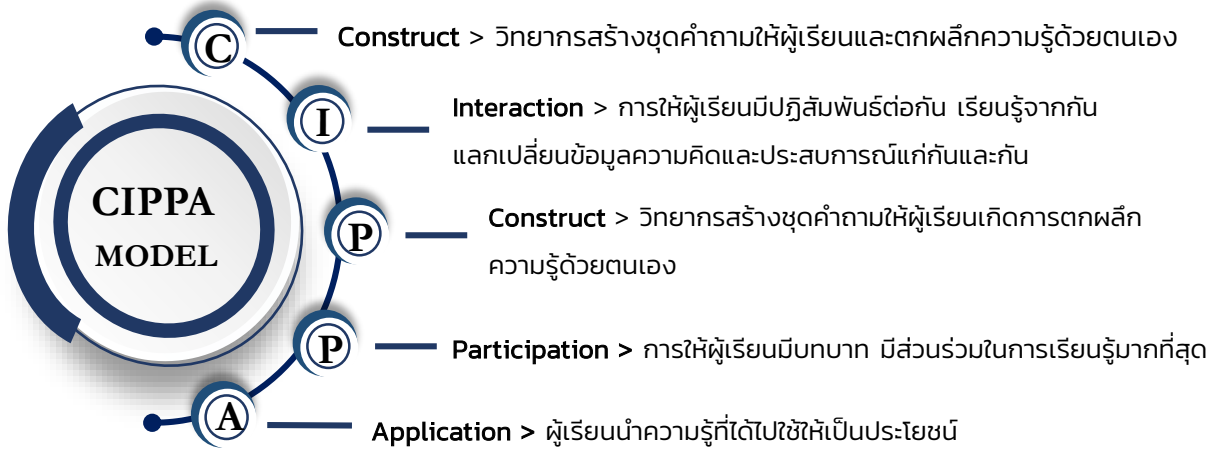 C
Construct > วิทยากรสร้างชุดคำถามให้ผู้เรียนและตกผลึกความรู้ด้วยตนเอง
I
Interaction > การให้ผู้เรียนมีปฏิสัมพันธ์ต่อกัน เรียนรู้จากกัน
แลกเปลี่ยนข้อมูลความคิดและประสบการณ์แก่กันและกัน
CIPPA
MODEL
P
Construct > วิทยากรสร้างชุดคำถามให้ผู้เรียนเกิดการตกผลึก
ความรู้ด้วยตนเอง
P
Participation > การให้ผู้เรียนมีบทบาท มีส่วนร่วมในการเรียนรู้มากที่สุด
A
Application > ผู้เรียนนำความรู้ที่ได้ไปใช้ให้เป็นประโยชน์